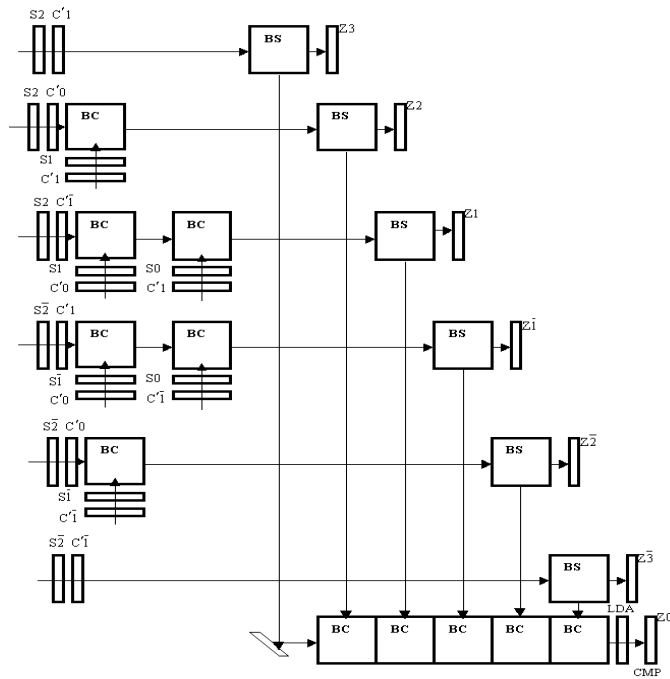 S2 C'1 BS Z3
S2 C'0 BC BS Z2
S1
C'1
S2 C'1̄ BC BC BS Z1
S1 S0
C'0 C'1
S2̄ C'1 BC BC BS Z1̄
S1̄ S0
C'0 C'1̄
S2̄ C'0 BC BS Z2̄
S1̄
C'1̄
S2̄ C'1̄ BS Z3̄
LDA
BC BC BC BC BC Z0
CMP